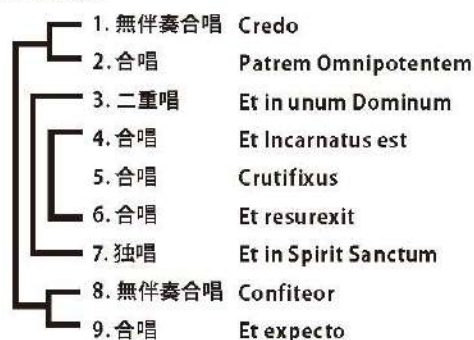 1. 無伴奏合唱 Credo
2. 合唱 Patrem Omnipotentem
3. 二重唱 Et in unum Dominum
4. 合唱 Et Incarnatus est
5. 合唱 Crutifixus
6. 合唱 Et resurexit
7. 独唱 Et in Spirit Sanctum
8. 無伴奏合唱 Confiteor
9. 合唱 Et expecto